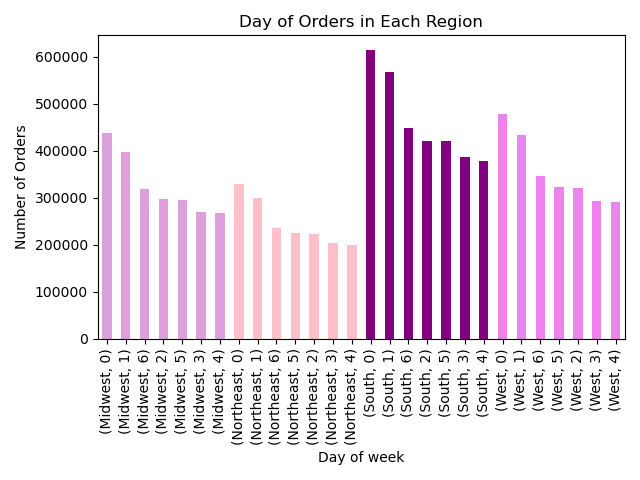 Day of Orders in Each Region
Number of Orders
600000
500000
400000
300000
200000
100000
0
(Midwest, 0)
(Midwest, 1)
(Midwest, 6)
(Midwest, 2)
(Midwest, 5)
(Midwest, 3)
(Midwest, 4)
(Northeast, 0)
(Northeast, 1)
(Northeast, 6)
(Northeast, 5)
(Northeast, 2)
(Northeast, 3)
(Northeast, 4)
(South, 0)
(South, 1)
(South, 6)
(South, 2)
(South, 5)
(South, 3)
(South, 4)
(West, 0)
(West, 1)
(West, 6)
(West, 5)
(West, 2)
(West, 3)
(West, 4)
Day of week